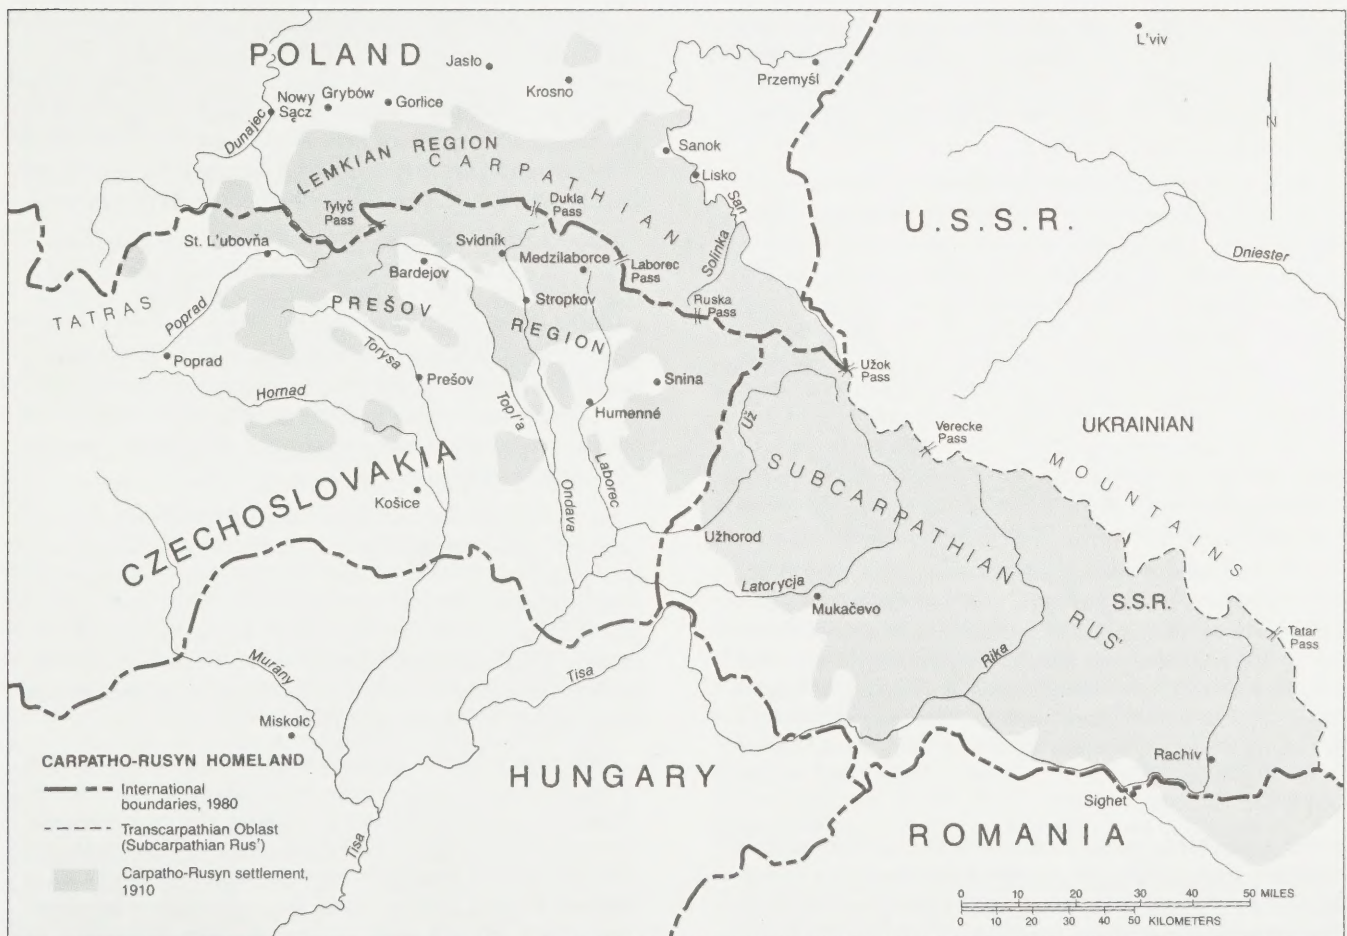 POLAND
Jasło
Krosno
Przemyśl
L'viv
Nowy
Sącz
Grybów
Gorlice
Dunajec
N
LEMKIAN REGION
CARPATHIAN
Sanok
Lisko
San
Solinka
U.S.S.R.
Dniester
Tylyč
Pass
Dukla
Pass
St. L'ubovňa
Svidník
Medzilaborce
Laborec
Pass
Bardejov
Ruska
Pass
TATRAS
Poprad
PREŠOV
Stropkov
REGION
Poprad
Torysa
Prešov
Snina
Užok
Pass
Hornad
Topl'a
Humenné
Už
Verecke
Pass
UKRAINIAN
MOUNTAINS
CZECHOSLOVAKIA
Košice
Ondava
Laborec
SUBCARPATHIAN
Užhorod
Latorycja
Mukačevo
S.S.R.
RUS'
Tatar
Pass
Rika
Murány
Tisa
Miskolc
Rachiv
HUNGARY
Sighet
ROMANIA
Tisa
CARPATHO-RUSYN HOMELAND
International
boundaries, 1980
Transcarpathian Oblast
(Subcarpathian Rus')
Carpatho-Rusyn settlement,
1910
0 10 20 30 40 50 MILES
0 10 20 30 40 50 KILOMETERS